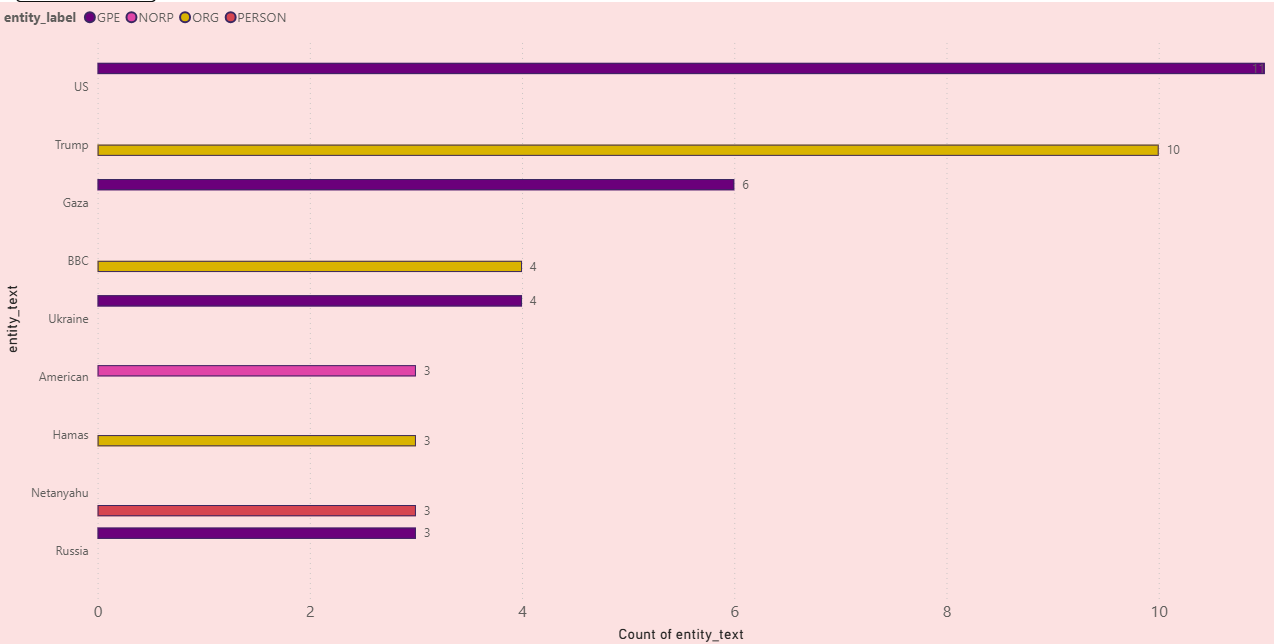 entity_label GPE NORP ORG PERSON
US 11
Trump 10
Gaza 6
BBC 4
Ukraine 4
American 3
Hamas 3
Netanyahu 3
Russia 3
entity_text
0 2 4 6 8 10
Count of entity_text